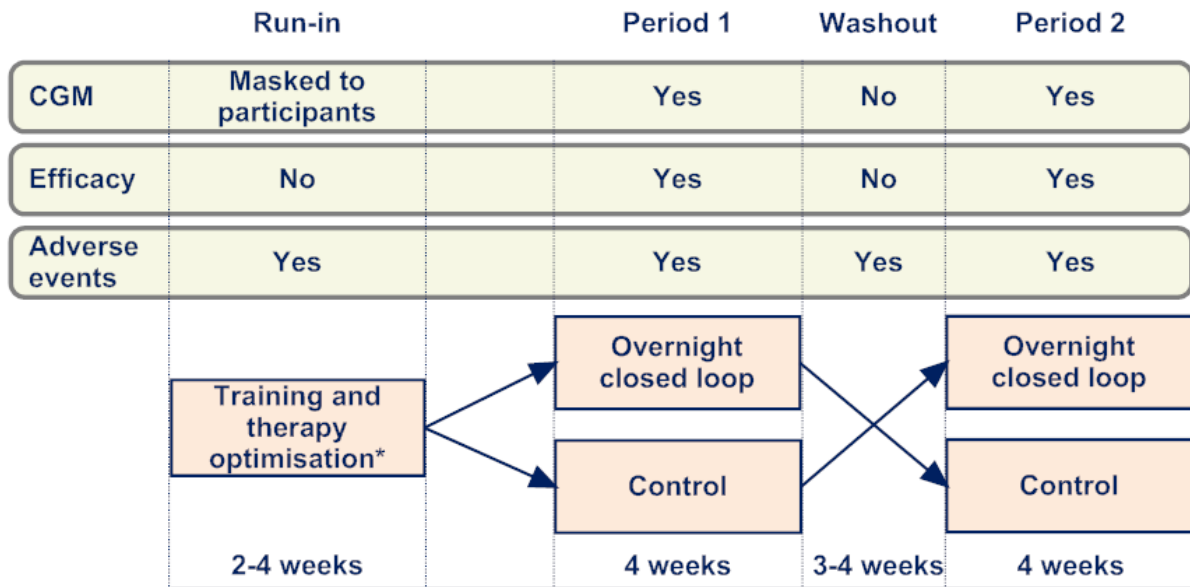 Run-in Period 1 Washout Period 2
CGM Masked to participants Yes No Yes
Efficacy No Yes No Yes
Adverse events Yes Yes Yes Yes
Overnight closed loop
Overnight closed loop
Training and therapy optimisation*
Control
Control
2-4 weeks 4 weeks 3-4 weeks 4 weeks